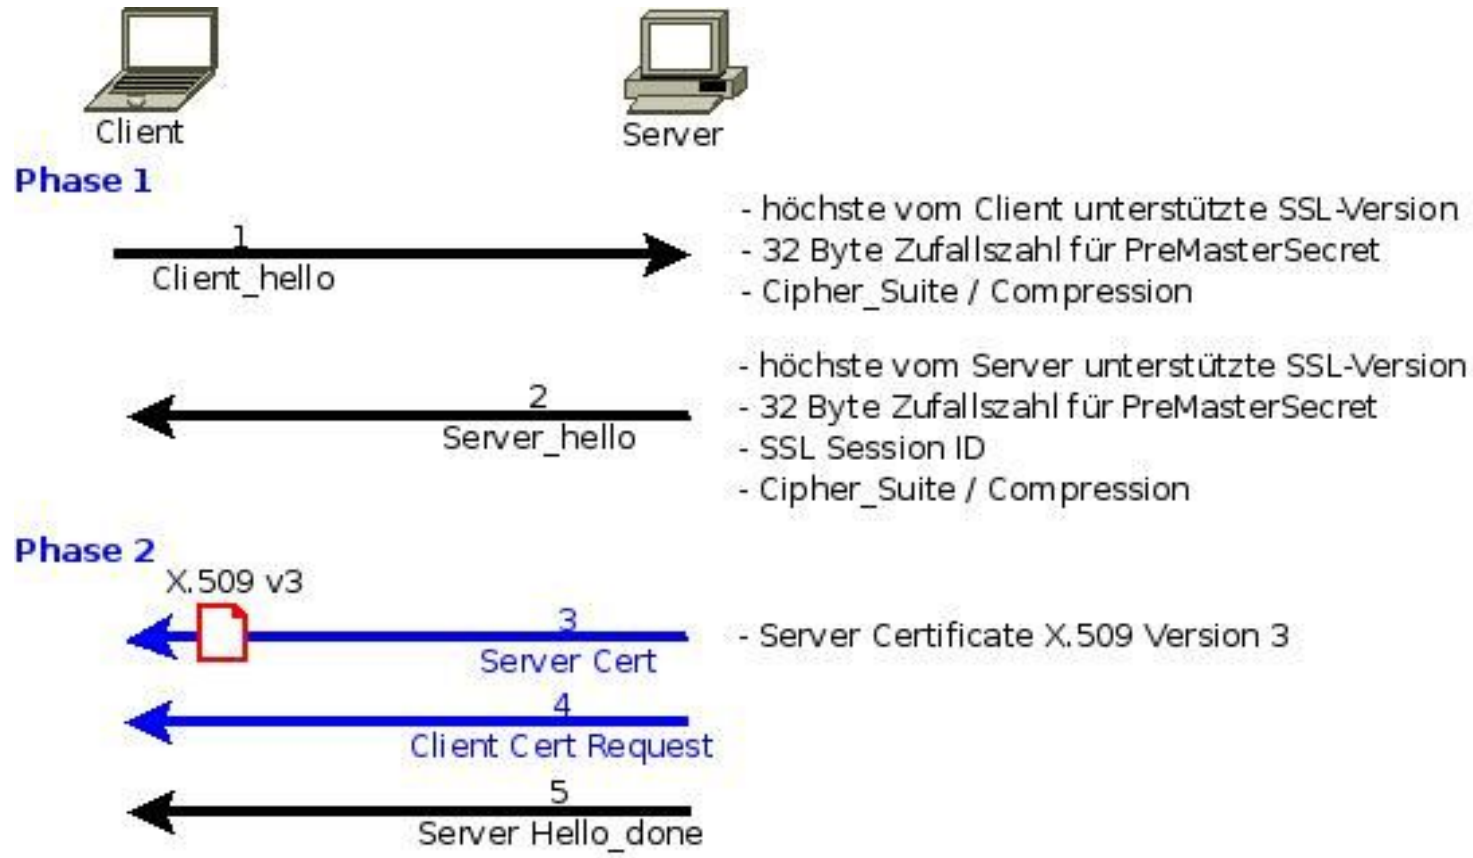 Client
Server
Phase 1
1
Client_hello
- höchste vom Client unterstützte SSL-Version
- 32 Byte Zufallszahl für PreMasterSecret
- Cipher_Suite / Compression
2
Server_hello
- höchste vom Server unterstützte SSL-Version
- 32 Byte Zufallszahl für PreMasterSecret
- SSL Session ID
- Cipher_Suite / Compression
Phase 2
X.509 v3
3
Server Cert
- Server Certificate X.509 Version 3
4
Client Cert Request
5
Server Hello_done